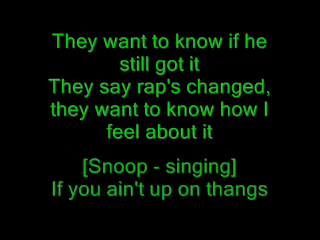 They want to know if he
still got it
They say rap's changed,
they want to know how I
feel about it
[Snoop - singing]
If you ain't up on thangs